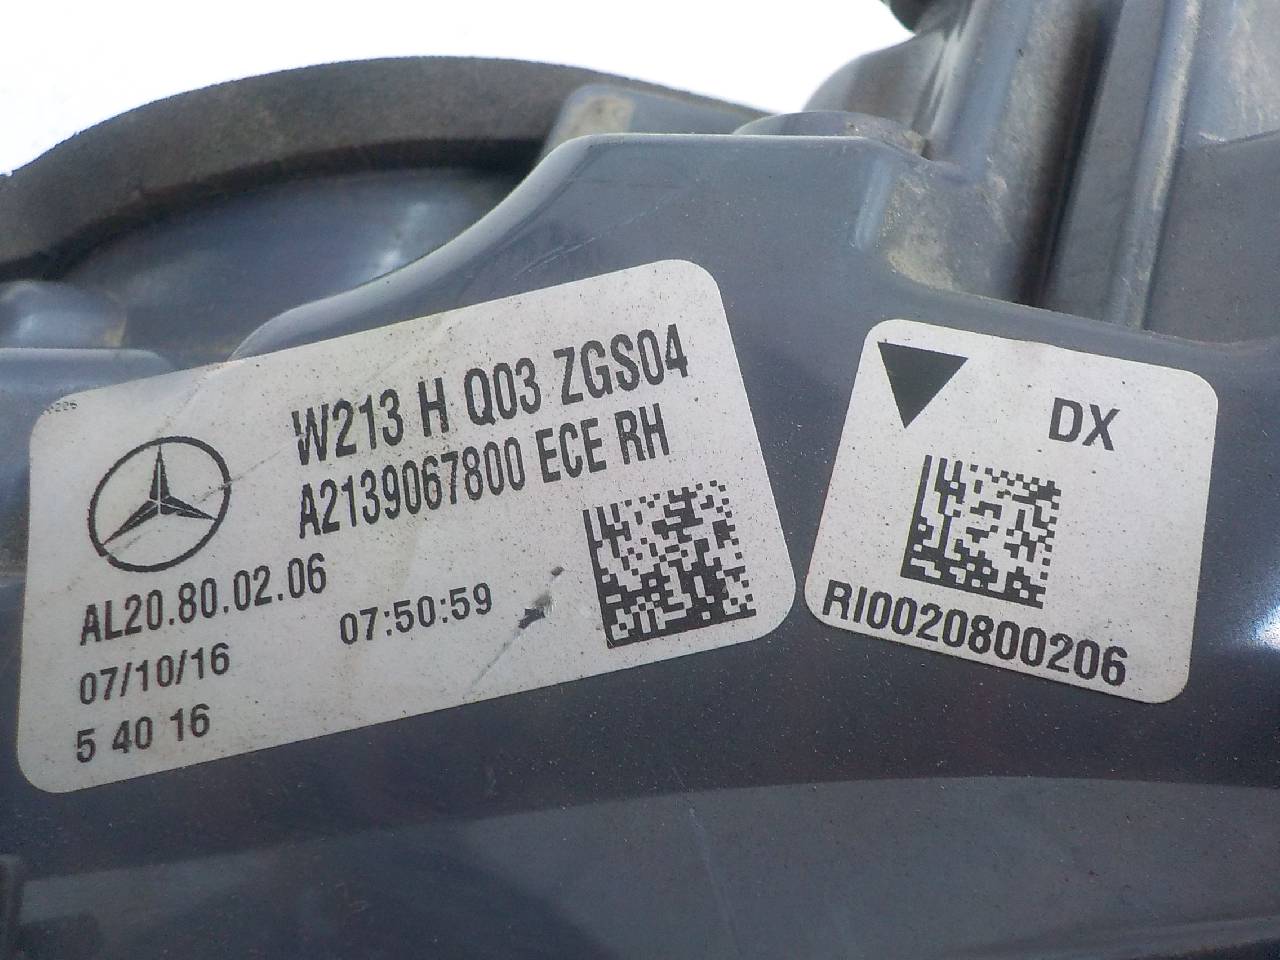 W213 H Q03 ZGS04
A2139067800 ECE RH
AL20.80.02.06
07/10/16 07:50:59
5 40 16
DX
RI0020800206